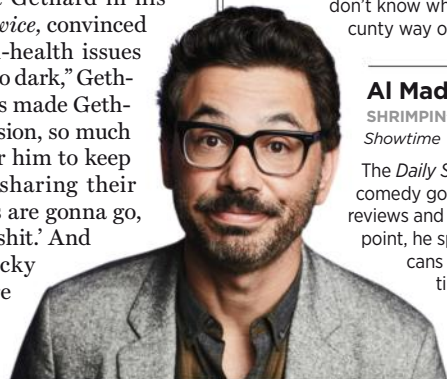 Gethard in his
vice, convinced
-health issues
o dark,” Geth-
s made Geth-
sion, so much
r him to keep
sharing their
s are gonna go,
shit.’ And
cky
e
don’t know wh
cunty way o
Al Mad
SHRIMPIN
Showtime
The Daily S
comedy go
reviews and
point, he sp
cans
ti